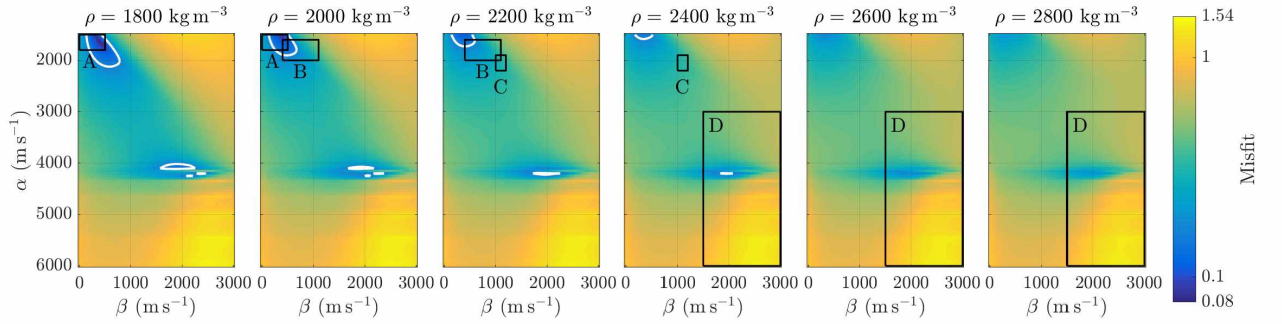 ρ = 1800 kg m⁻³ ρ = 2000 kg m⁻³ ρ = 2200 kg m⁻³ ρ = 2400 kg m⁻³ ρ = 2600 kg m⁻³ ρ = 2800 kg m⁻³
1.54
1
0.1
0.08
Misfit
α (m s⁻¹)
2000
3000
4000
5000
6000
A
A B
B C
C D
D
D
0 1000 2000 3000 0 1000 2000 3000 0 1000 2000 3000 0 1000 2000 3000 0 1000 2000 3000 0 1000 2000 3000
β (m s⁻¹) β (m s⁻¹) β (m s⁻¹) β (m s⁻¹) β (m s⁻¹) β (m s⁻¹)